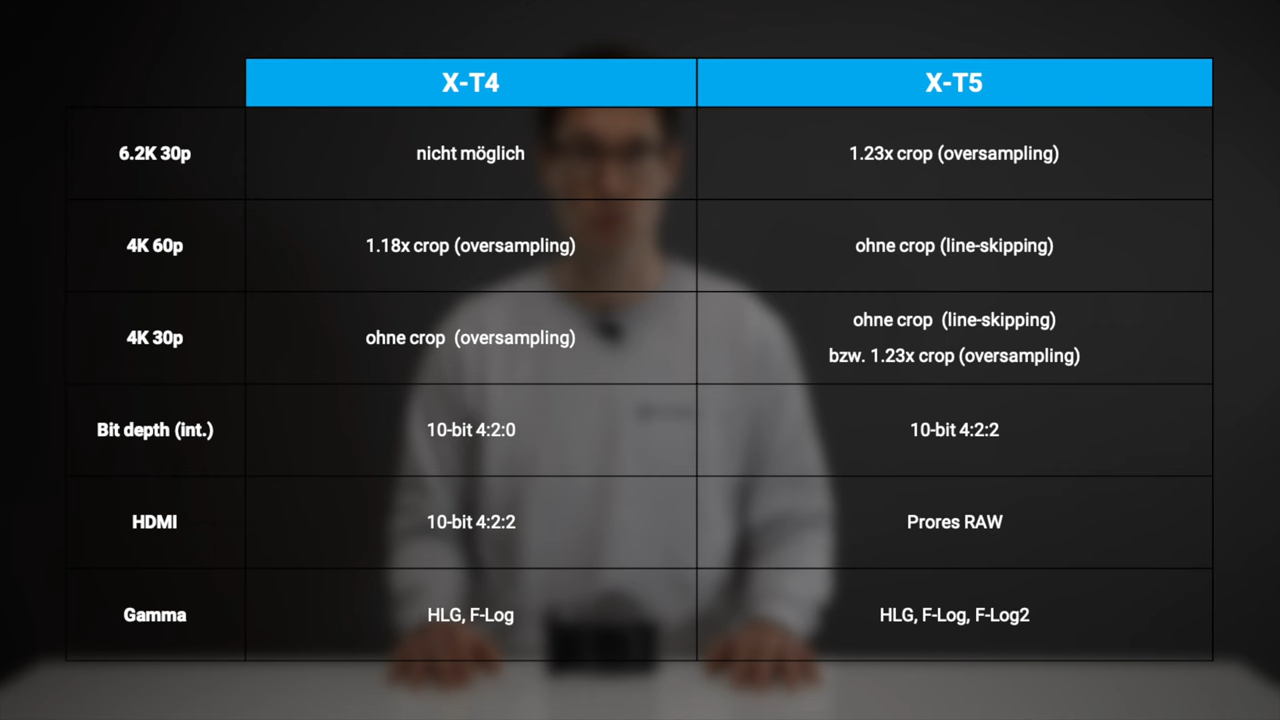 X-T4 X-T5
6.2K 30p nicht möglich 1.23x crop (oversampling)
4K 60p 1.18x crop (oversampling) ohne crop (line-skipping)
4K 30p ohne crop (oversampling) ohne crop (line-skipping)
bzw. 1.23x crop (oversampling)
Bit depth (int.) 10-bit 4:2:0 10-bit 4:2:2
HDMI 10-bit 4:2:2 Prores RAW
Gamma HLG, F-Log HLG, F-Log, F-Log2